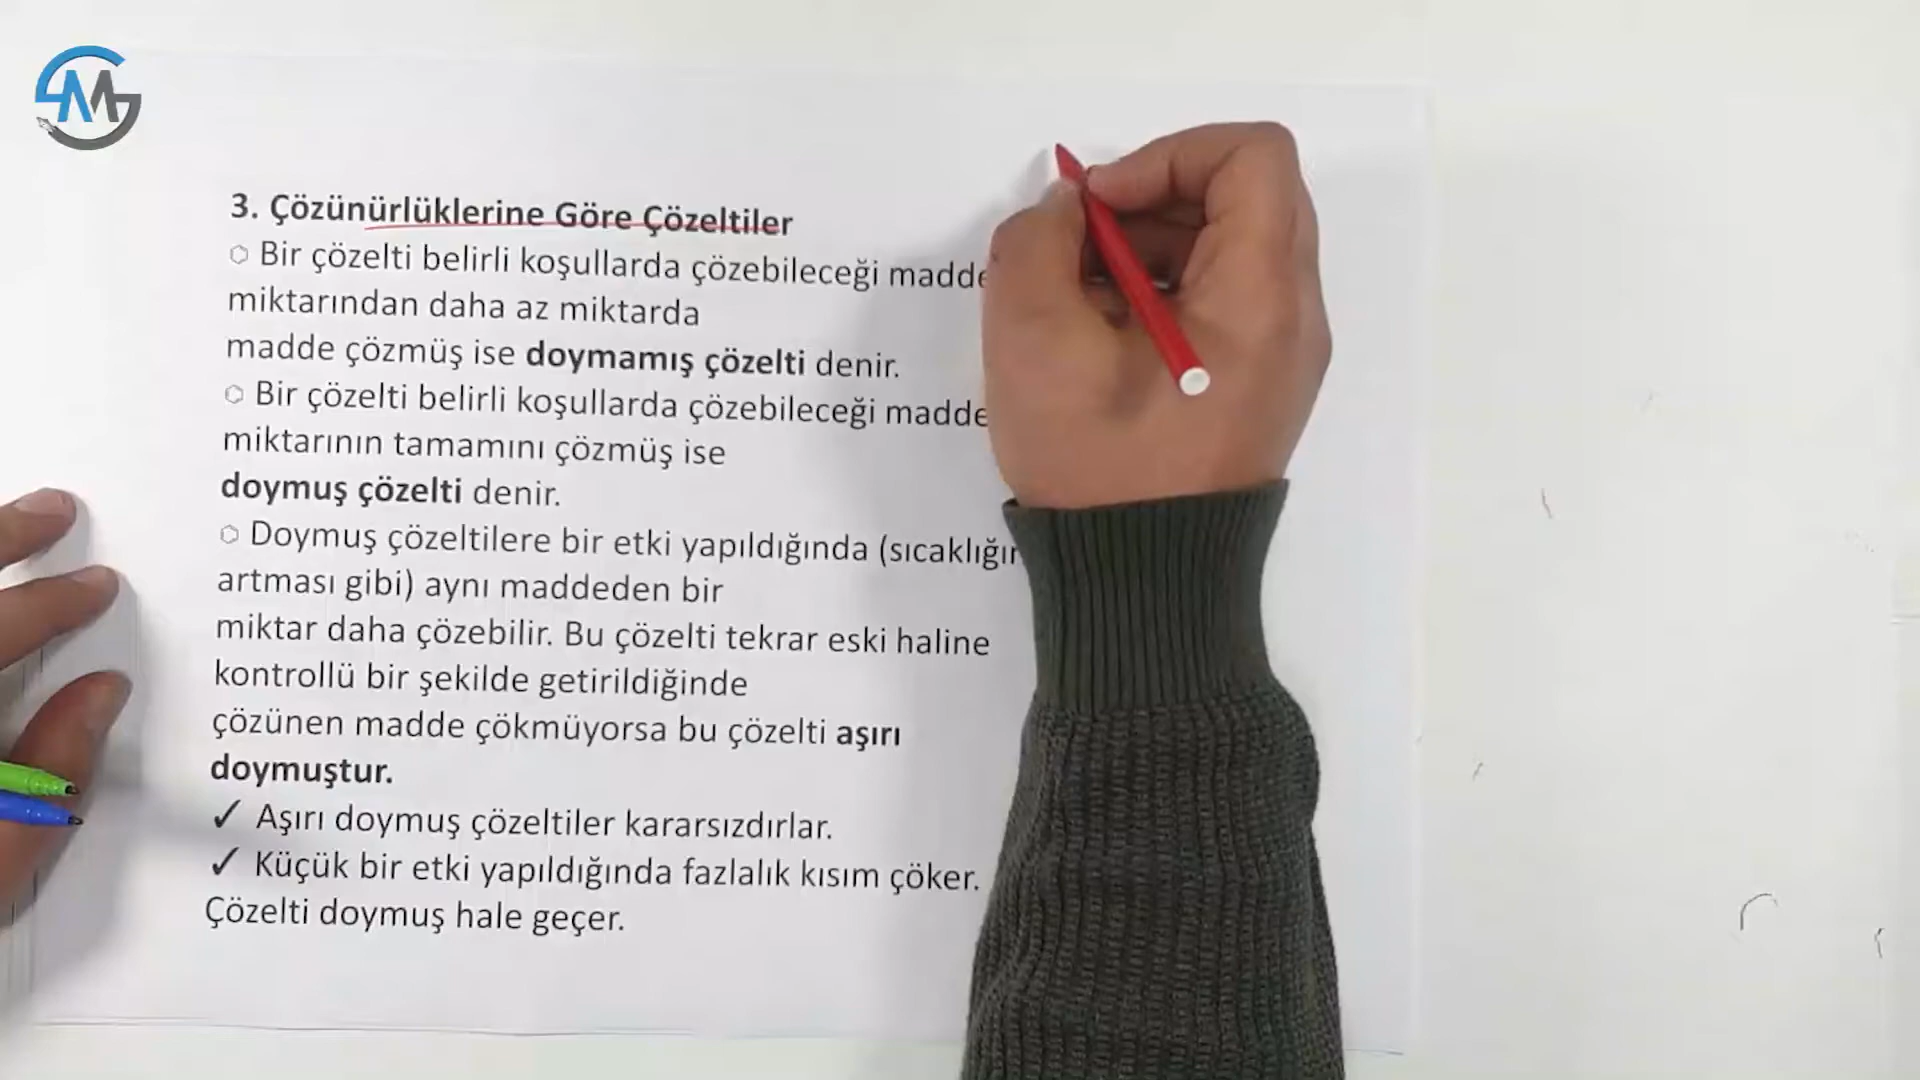 3. Çözünürlüklerine Göre Çözeltiler
Bir çözelti belirli koşullarda çözebileceği madde
miktarından daha az miktarda
madde çözmüş ise doymamış çözelti denir.
Bir çözelti belirli koşullarda çözebileceği madde
miktarının tamamını çözmüş ise
doymuş çözelti denir.
Doymuş çözeltilere bir etki yapıldığında
artması gibi) aynı maddeden bir
miktar daha çözebilir. Bu çözelti tekrar eski haline
kontrollü bir şekilde getirildiğinde
çözünen madde çökmüyorsa bu çözelti aşırı
doymuştur.
✓ Aşırı doymuş çözeltiler kararsızdırlar.
✓ Küçük bir etki yapıldığında fazlalık kısım çöker.
Çözelti doymuş hale geçer.